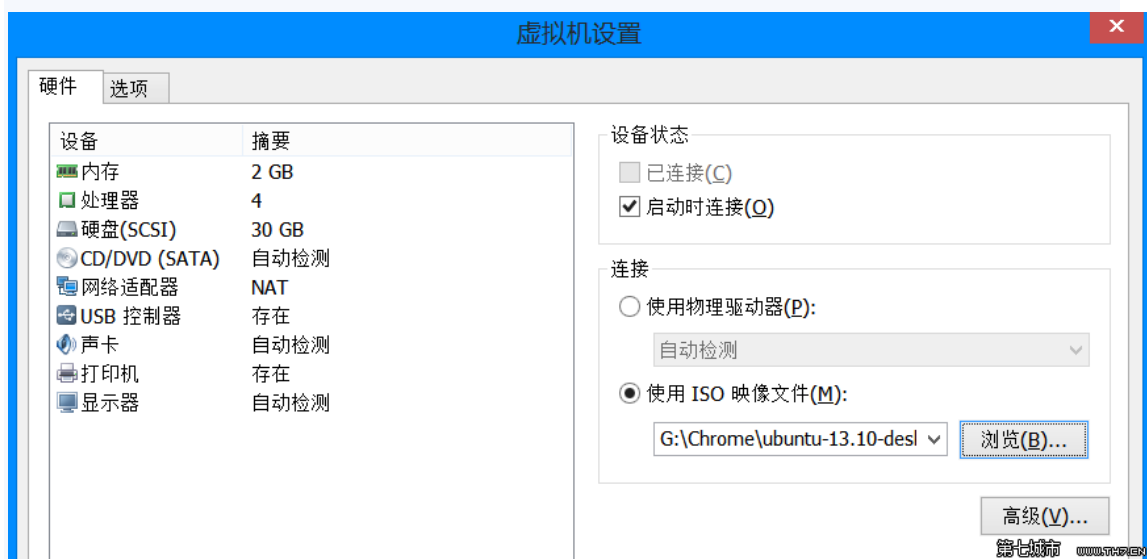 虚拟机设置
硬件 选项
设备 摘要
内存 2 GB
处理器 4
硬盘(SCSI) 30 GB
CD/DVD (SATA) 自动检测
网络适配器 NAT
USB 控制器 存在
声卡 自动检测
打印机 存在
显示器 自动检测
设备状态
已连接(C)
启动时连接(O)
连接
使用物理驱动器(P):
自动检测
使用 ISO 映像文件(M):
G:\Chrome\ubuntu-13.10-desl 浏览(B)...
高级(V)...
第七城市 www.TH7.CN